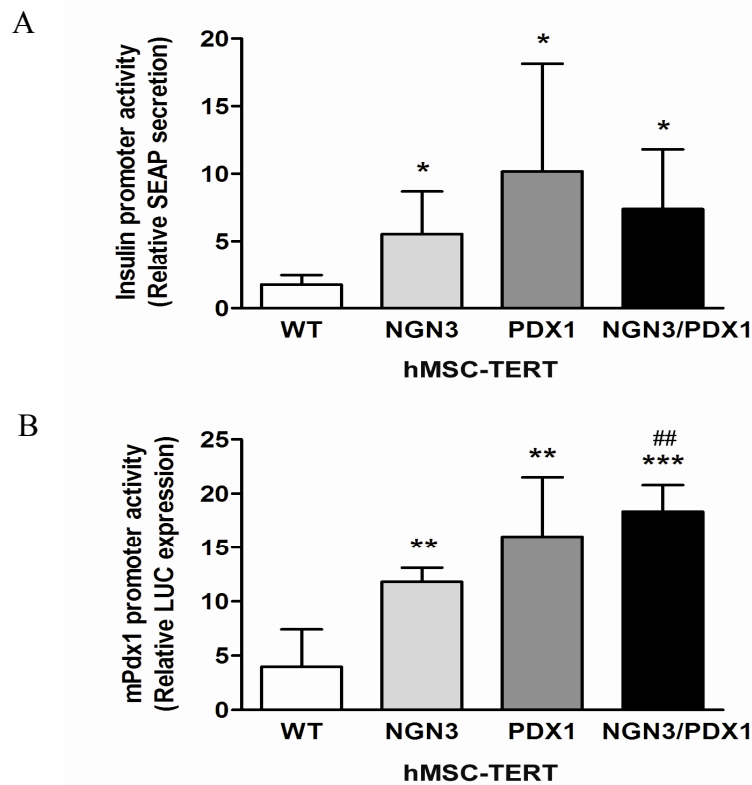 A
Insulin promoter activity
(Relative SEAP secretion)
20
15
10
5
0
*
*
*
WT NGN3 PDX1 NGN3/PDX1
hMSC-TERT
B
mPdx1 promoter activity
(Relative LUC expression)
25
20
15
10
5
0
**
**
##
***
WT NGN3 PDX1 NGN3/PDX1
hMSC-TERT